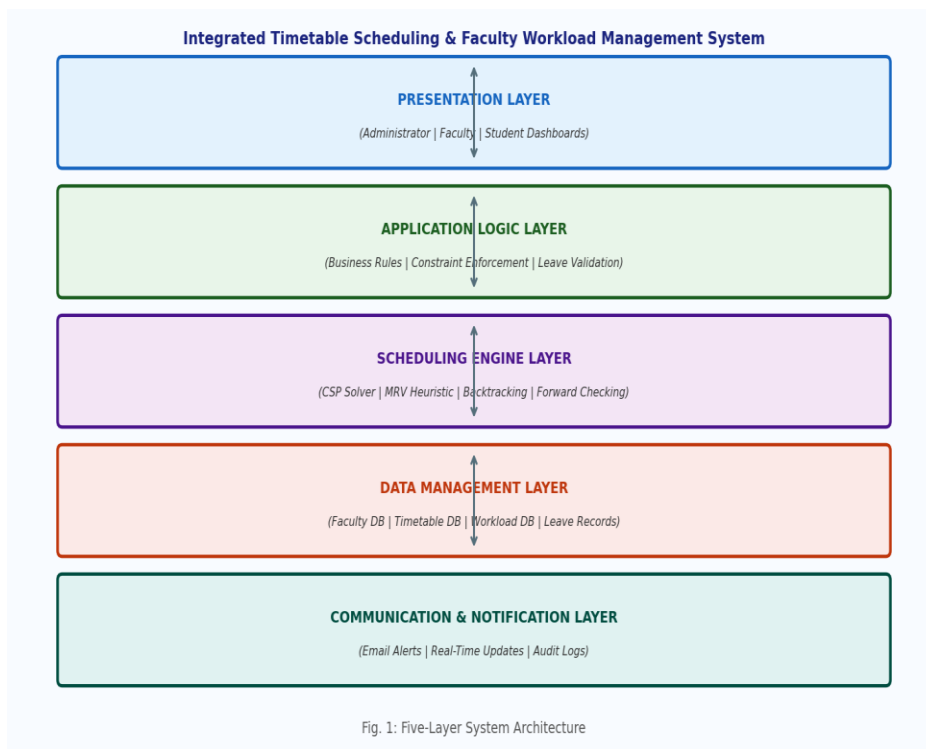 Integrated Timetable Scheduling & Faculty Workload Management System
PRESENTATION LAYER
(Administrator | Faculty | Student Dashboards)
APPLICATION LOGIC LAYER
(Business Rules | Constraint Enforcement | Leave Validation)
SCHEDULING ENGINE LAYER
(CSP Solver | MRV Heuristic | Backtracking | Forward Checking)
DATA MANAGEMENT LAYER
(Faculty DB | Timetable DB | Workload DB | Leave Records)
COMMUNICATION & NOTIFICATION LAYER
(Email Alerts | Real-Time Updates | Audit Logs)
Fig. 1: Five-Layer System Architecture